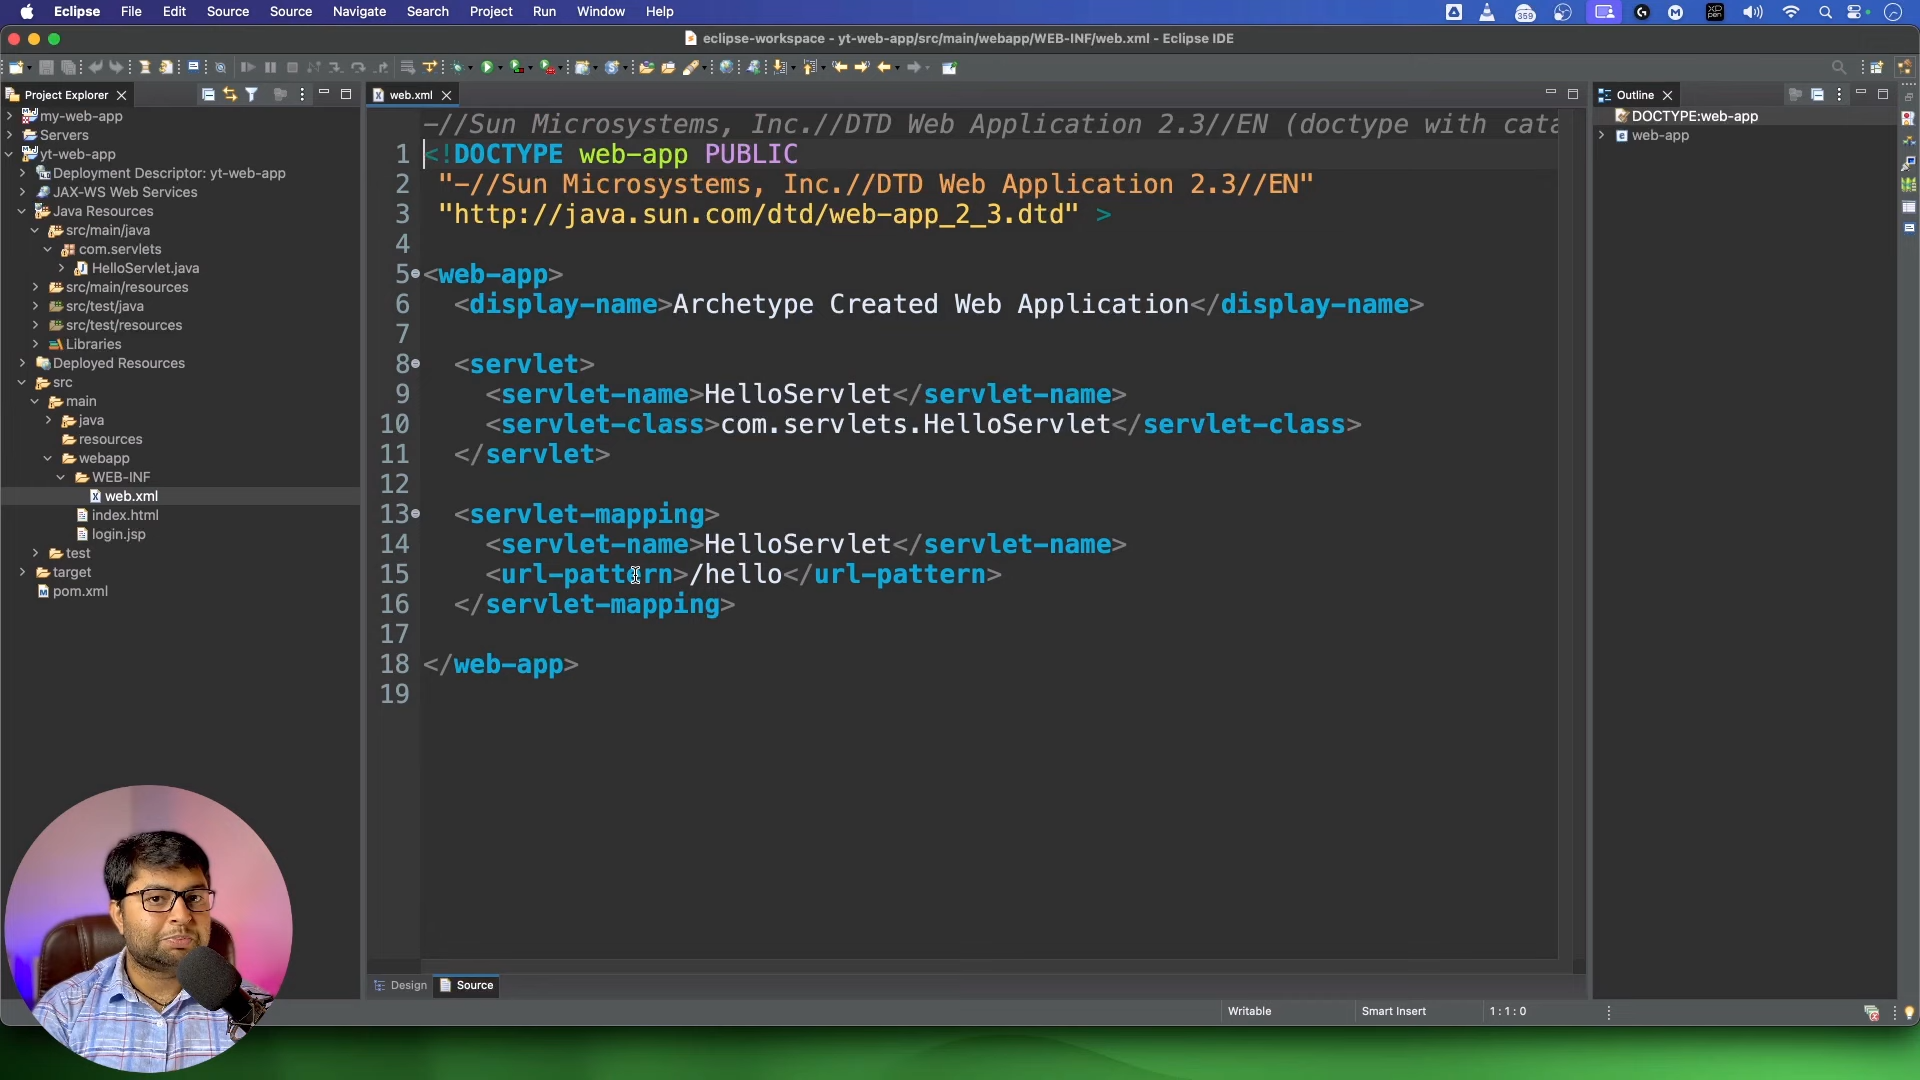 Eclipse File Edit Source Source Navigate Search Project Run Window Help
359
XD pen
eclipse-workspace - yt-web-app/src/main/webapp/WEB-INF/web.xml - Eclipse IDE
Project Explorer
my-web-app
Servers
yt-web-app
Deployment Descriptor: yt-web-app
JAX-WS Web Services
Java Resources
src/main/java
com.servlets
HelloServlet.java
src/main/resources
src/test/java
src/test/resources
Libraries
Deployed Resources
src
main
java
resources
webapp
WEB-INF
web.xml
index.html
login.jsp
test
target
pom.xml
web.xml
-//Sun Microsystems, Inc.//DTD Web Application 2.3//EN (doctype with cata
1 <!DOCTYPE web-app PUBLIC
2 "-//Sun Microsystems, Inc.//DTD Web Application 2.3//EN"
3 "http://java.sun.com/dtd/web-app_2_3.dtd" >
4
5 <web-app>
6 <display-name>Archetype Created Web Application</display-name>
7
8 <servlet>
9 <servlet-name>HelloServlet</servlet-name>
10 <servlet-class>com.servlets.HelloServlet</servlet-class>
11 </servlet>
12
13 <servlet-mapping>
14 <servlet-name>HelloServlet</servlet-name>
15 <url-pattern>/hello</url-pattern>
16 </servlet-mapping>
17
18 </web-app>
19
Design Source
Outline
DOCTYPE:web-app
web-app
Writable Smart Insert 1 : 1 : 0